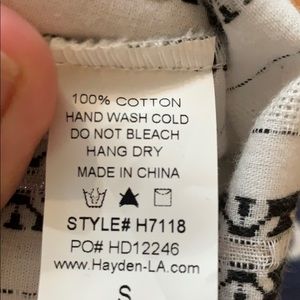 100% COTTON
HAND WASH COLD
DO NOT BLEACH
HANG DRY
MADE IN CHINA
STYLE# H7118
PO# HD12246
www.Hayden-LA.com
S